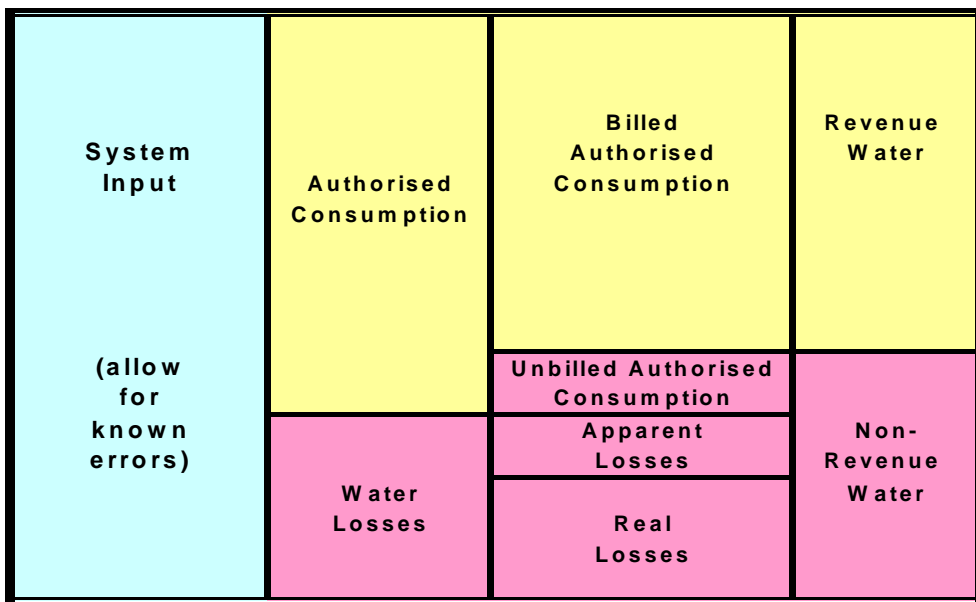 System
Input
(allow
for
known
errors)
Authorised
Consumption
Water
Losses
Billed
Authorised
Consumption
Unbilled Authorised
Consumption
Apparent
Losses
Real
Losses
Revenue
Water
Non-
Revenue
Water